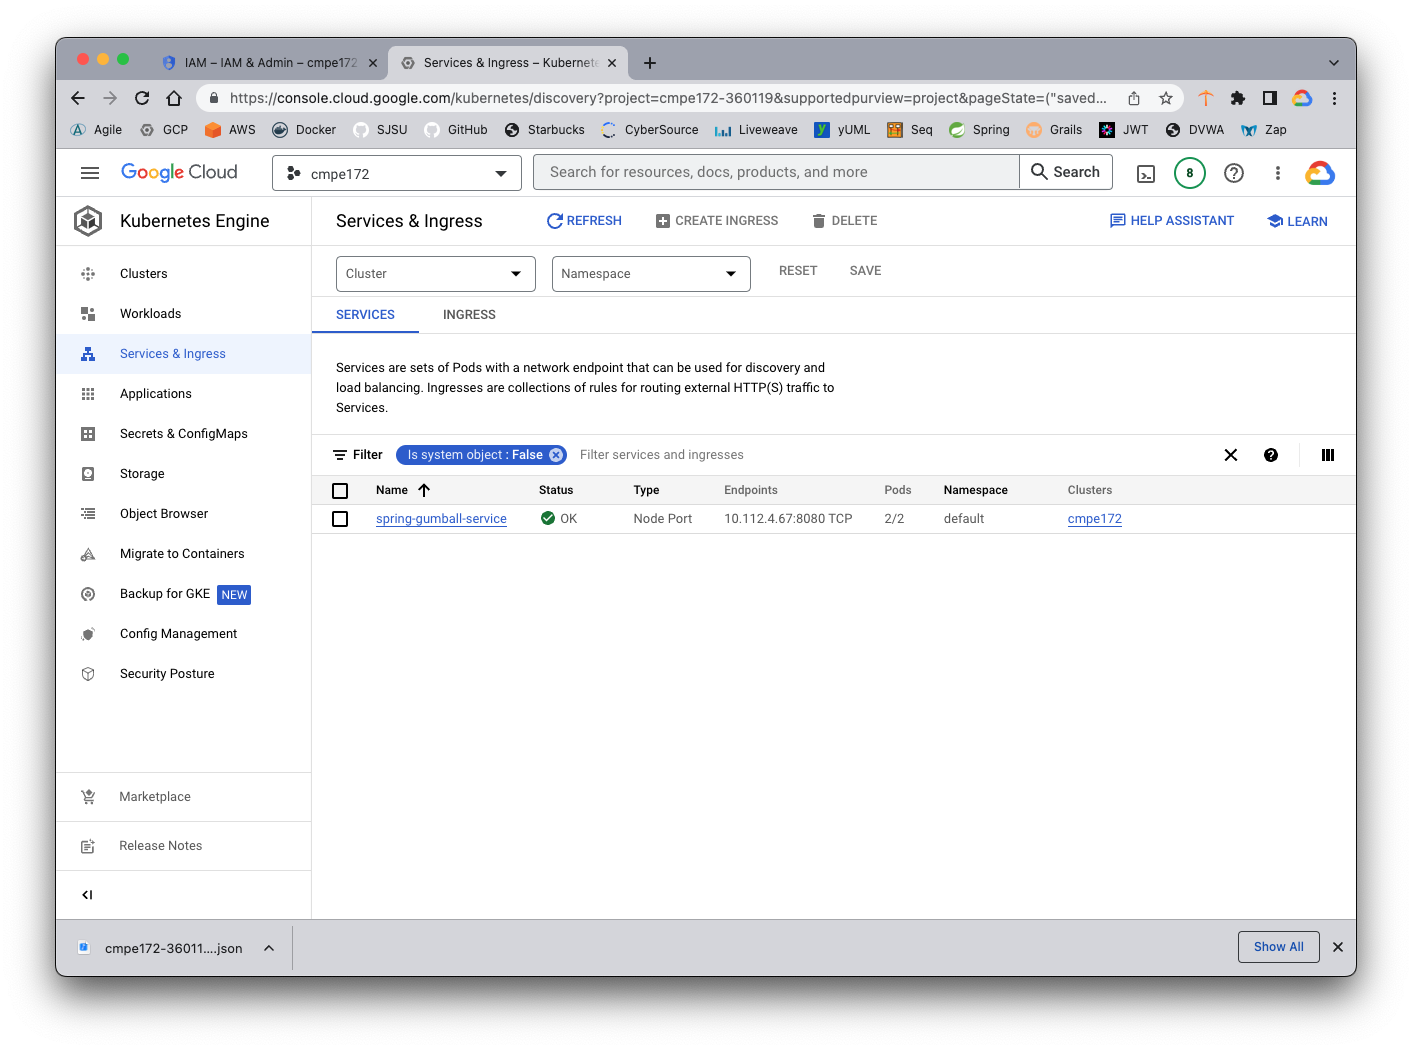 IAM – IAM & Admin – cmpe172
Services & Ingress – Kubernete
https://console.cloud.google.com/kubernetes/discovery?project=cmpe172-360119&supportedpurview=project&pageState=("saved...
Agile GCP AWS Docker SJSU GitHub Starbucks CyberSource Liveweave yUML Seq Spring Grails JWT DVWA Zap
Google Cloud
cmpe172
Search for resources, docs, products, and more
Search
8
Kubernetes Engine
Services & Ingress
REFRESH
CREATE INGRESS
DELETE
HELP ASSISTANT
LEARN
Clusters
Workloads
Services & Ingress
Applications
Secrets & ConfigMaps
Storage
Object Browser
Migrate to Containers
Backup for GKE NEW
Config Management
Security Posture
Marketplace
Release Notes
Cluster
Namespace
RESET
SAVE
SERVICES
INGRESS
Services are sets of Pods with a network endpoint that can be used for discovery and
load balancing. Ingresses are collections of rules for routing external HTTP(S) traffic to
Services.
Filter
Is system object : False
Filter services and ingresses
Name Status Type Endpoints Pods Namespace Clusters
spring-gumball-service OK Node Port 10.112.4.67:8080 TCP 2/2 default cmpe172
cmpe172-36011....json
Show All